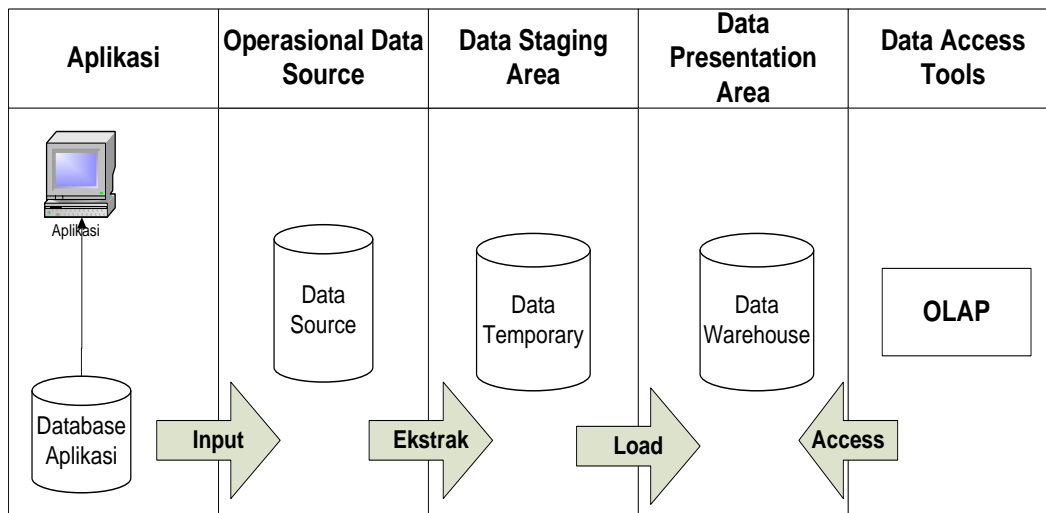 Aplikasi
Operasional Data
Source
Data Staging
Area
Data
Presentation
Area
Data Access
Tools
Aplikasi
Database
Aplikasi
Input
Data
Source
Ekstrak
Data
Temporary
Load
Data
Warehouse
Access
OLAP